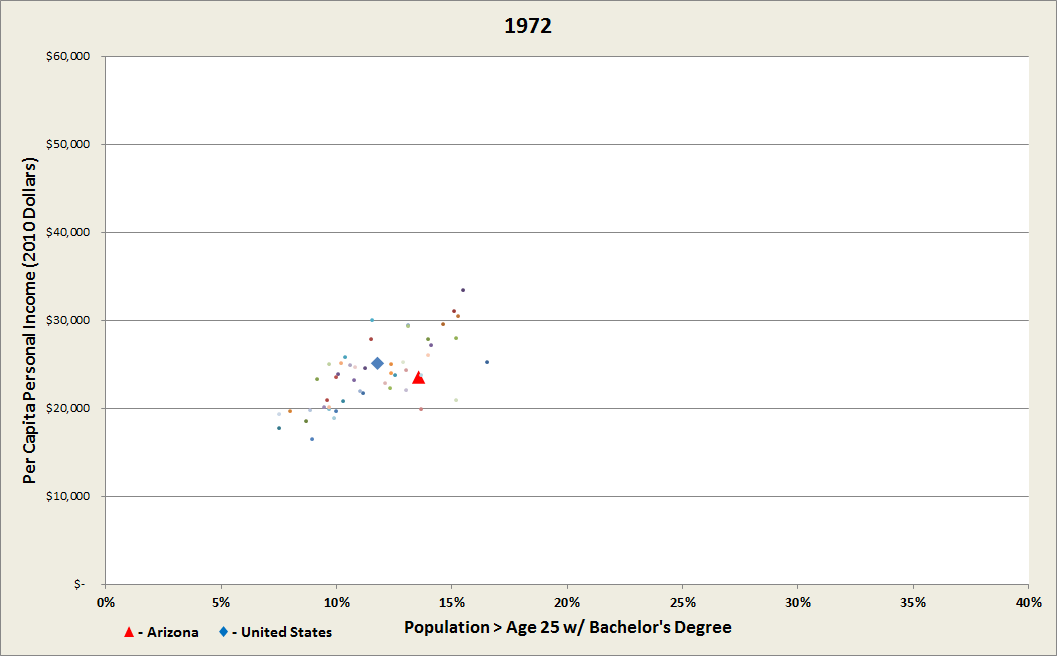 1972
$60,000
$50,000
$40,000
$30,000
$20,000
$10,000
$-
Per Capita Personal Income (2010 Dollars)
0% 5% 10% 15% 20% 25% 30% 35% 40%
Population > Age 25 w/ Bachelor's Degree
- Arizona - United States